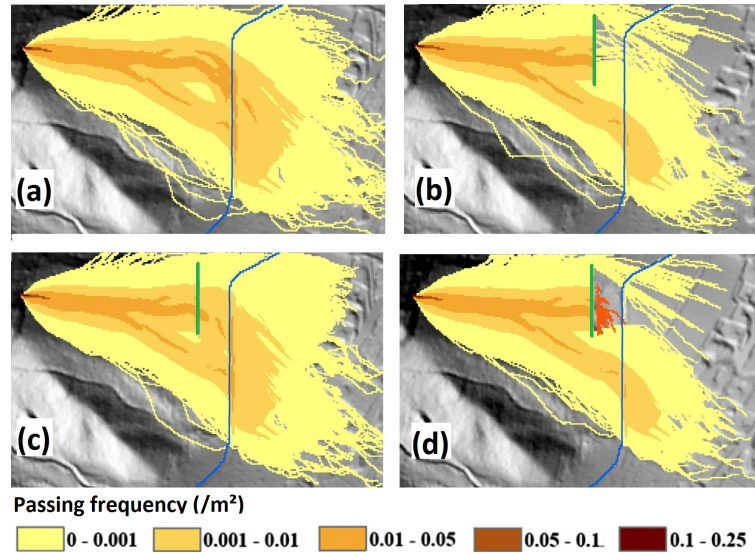 (a)
(b)
(c)
(d)
Passing frequency (/m²)
0 - 0.001 0.001 - 0.01 0.01 - 0.05 0.05 - 0.1 0.1 - 0.25